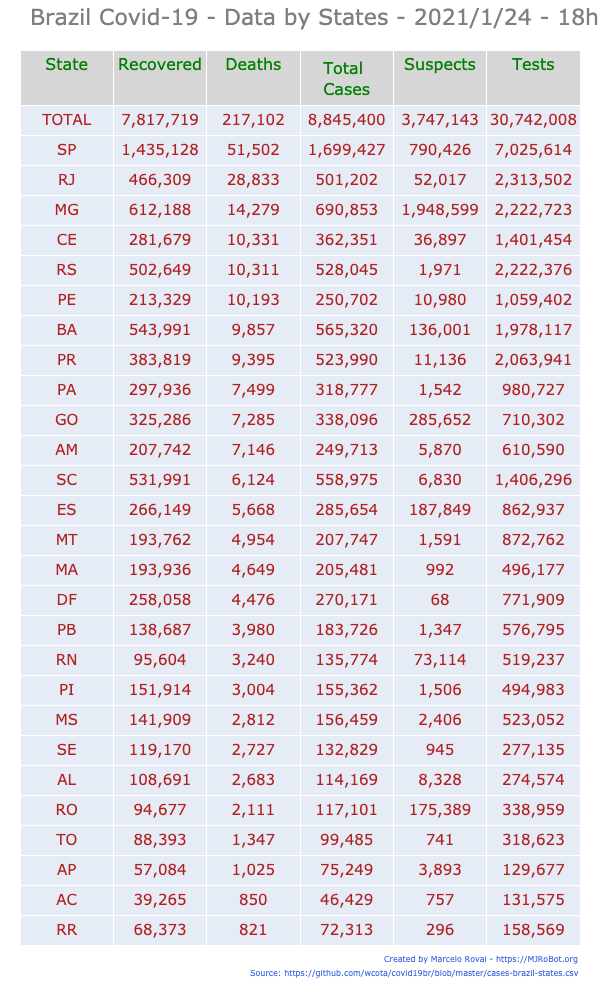 Brazil Covid-19 - Data by States - 2021/1/24 - 18h
State Recovered Deaths Total Cases Suspects Tests
TOTAL 7,817,719 217,102 8,845,400 3,747,143 30,742,008
SP 1,435,128 51,502 1,699,427 790,426 7,025,614
RJ 466,309 28,833 501,202 52,017 2,313,502
MG 612,188 14,279 690,853 1,948,599 2,222,723
CE 281,679 10,331 362,351 36,897 1,401,454
RS 502,649 10,311 528,045 1,971 2,222,376
PE 213,329 10,193 250,702 10,980 1,059,402
BA 543,991 9,857 565,320 136,001 1,978,117
PR 383,819 9,395 523,990 11,136 2,063,941
PA 297,936 7,499 318,777 1,542 980,727
GO 325,286 7,285 338,096 285,652 710,302
AM 207,742 7,146 249,713 5,870 610,590
SC 531,991 6,124 558,975 6,830 1,406,296
ES 266,149 5,668 285,654 187,849 862,937
MT 193,762 4,954 207,747 1,591 872,762
MA 193,936 4,649 205,481 992 496,177
DF 258,058 4,476 270,171 68 771,909
PB 138,687 3,980 183,726 1,347 576,795
RN 95,604 3,240 135,774 73,114 519,237
PI 151,914 3,004 155,362 1,506 494,983
MS 141,909 2,812 156,459 2,406 523,052
SE 119,170 2,727 132,829 945 277,135
AL 108,691 2,683 114,169 8,328 274,574
RO 94,677 2,111 117,101 175,389 338,959
TO 88,393 1,347 99,485 741 318,623
AP 57,084 1,025 75,249 3,893 129,677
AC 39,265 850 46,429 757 131,575
RR 68,373 821 72,313 296 158,569
Created by Marcelo Rovai - https://MJRoBot.org
Source: https://github.com/wcota/covid19br/blob/master/cases-brazil-states.csv